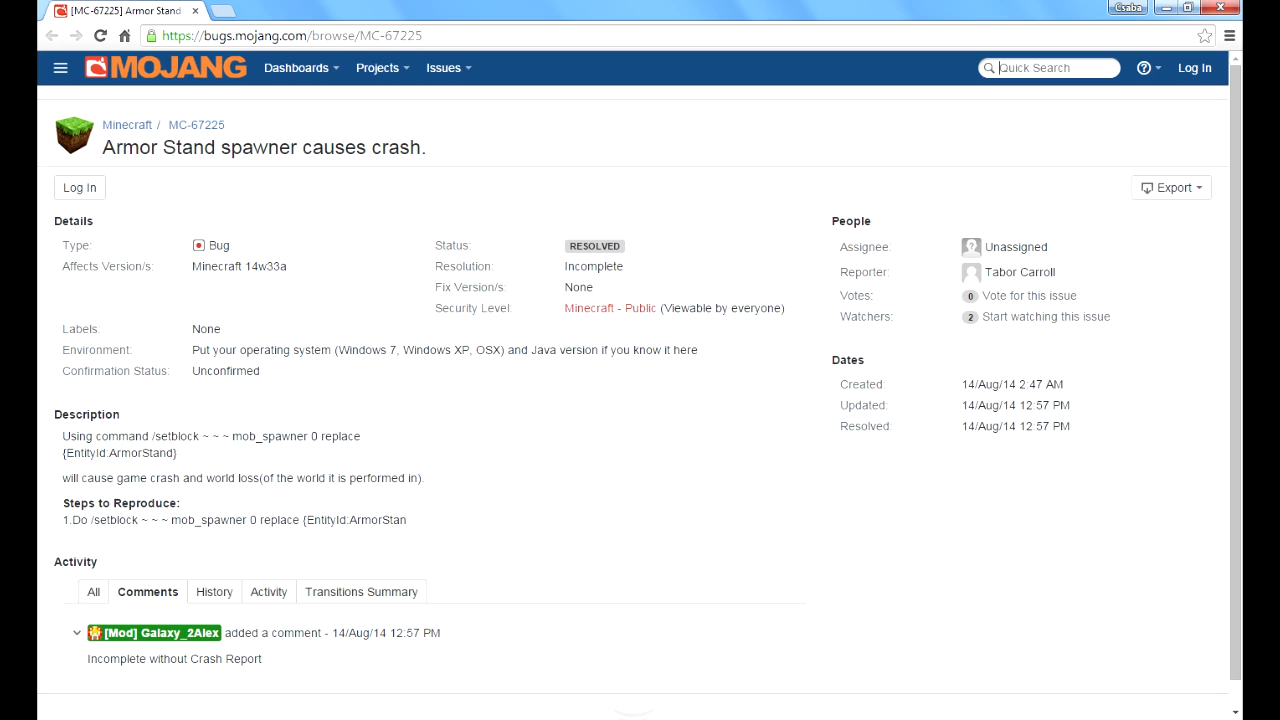 [MC-67225] Armor Stand
Csaba
https://bugs.mojang.com/browse/MC-67225
MOJANG Dashboards Projects Issues Quick Search Log In
Minecraft / MC-67225
Armor Stand spawner causes crash.
Log In Export
Details
Type: Bug
Affects Version/s: Minecraft 14w33a
Status: RESOLVED
Resolution: Incomplete
Fix Version/s: None
Security Level: Minecraft - Public (Viewable by everyone)
Labels: None
Environment: Put your operating system (Windows 7, Windows XP, OSX) and Java version if you know it here
Confirmation Status: Unconfirmed
People
Assignee: Unassigned
Reporter: Tabor Carroll
Votes: 0 Vote for this issue
Watchers: 2 Start watching this issue
Dates
Created: 14/Aug/14 2:47 AM
Updated: 14/Aug/14 12:57 PM
Resolved: 14/Aug/14 12:57 PM
Description
Using command /setblock ~ ~ ~ mob_spawner 0 replace
{EntityId:ArmorStand}
will cause game crash and world loss(of the world it is performed in).
Steps to Reproduce:
1.Do /setblock ~ ~ ~ mob_spawner 0 replace {EntityId:ArmorStan
Activity
All Comments History Activity Transitions Summary
[Mod] Galaxy_2Alex added a comment - 14/Aug/14 12:57 PM
Incomplete without Crash Report